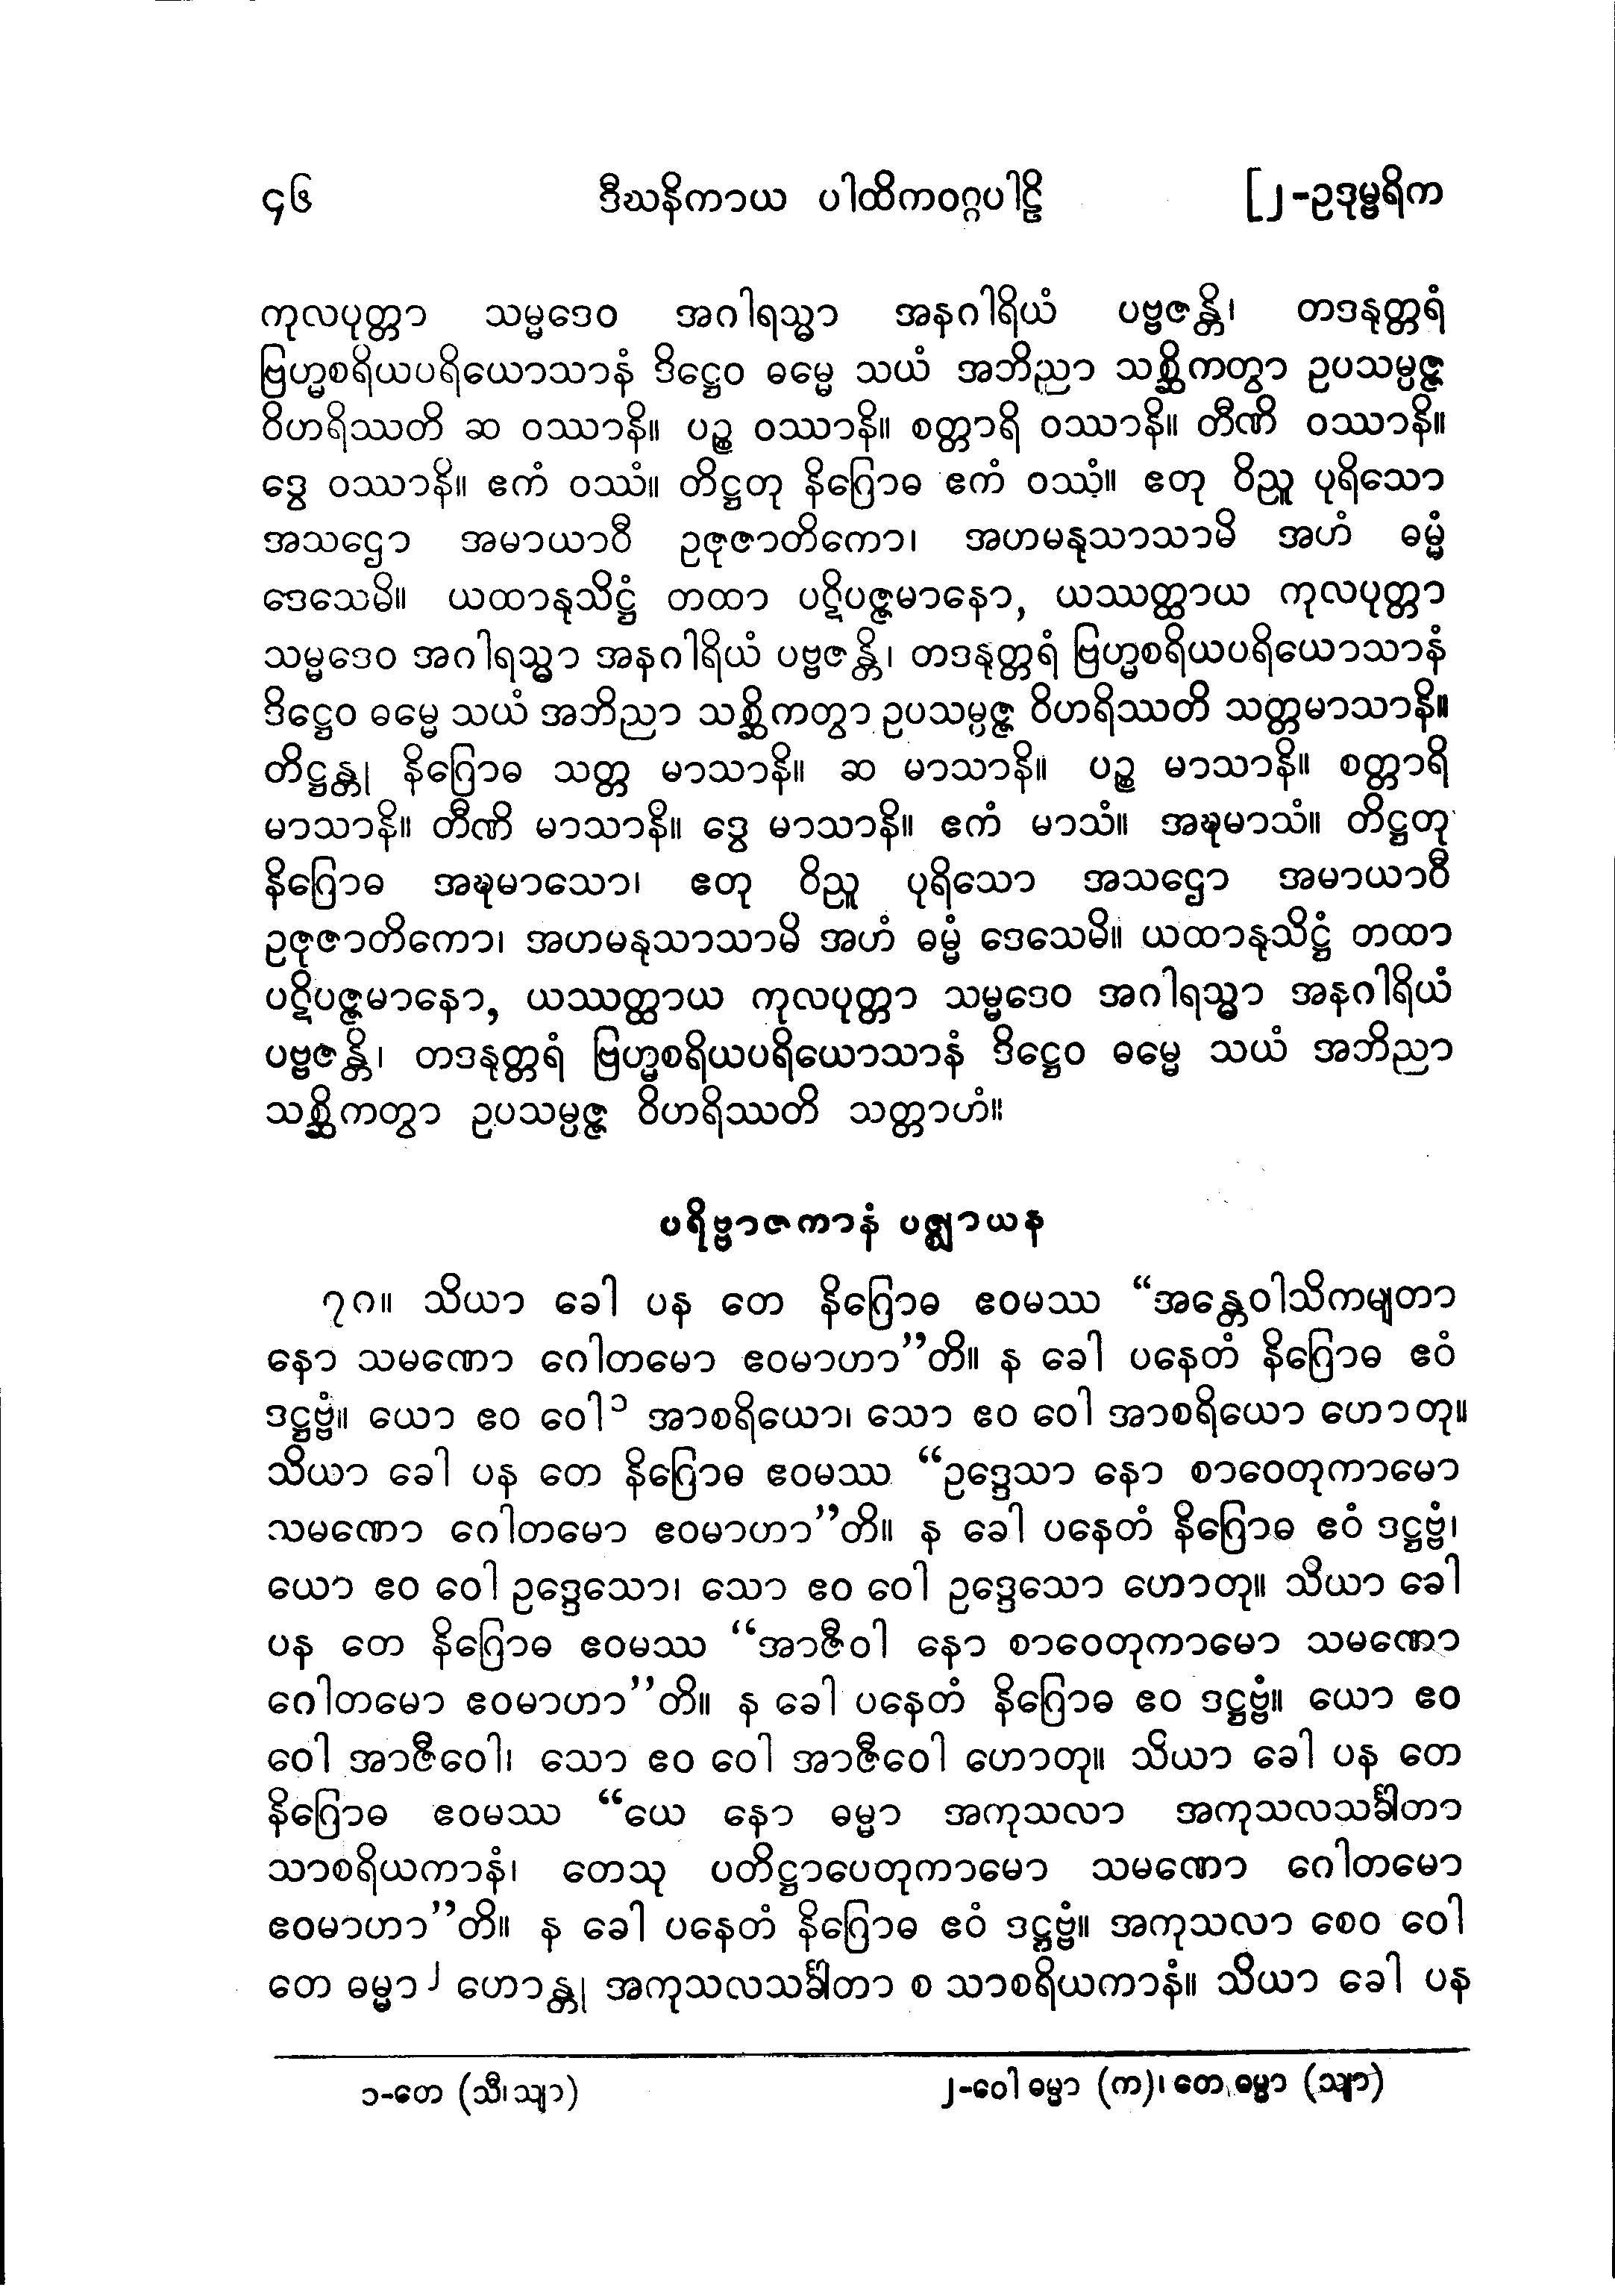 ၄၆ ဒီဃနိကာယ ပါထိကဝဂ္ဂပါဠိ [၂-ဥဒုမ္ဗရိက
ကုလပုတ္တာ သမ္မဒေဝ အဂါရသ္မာ အနဂါရိယံ ပဗ္ဗဇန္တိ၊ တဒနုတ္တရံ
ဗြဟ္မစရိယပရိယောသာနံ ဒိဋ္ဌေဝ ဓမ္မေ သယံ အဘိညာ သစ္ဆိကတွာ ဥပသမ္ပဇ္ဇ
ဝိဟရိဿတိ ဆ ဝဿာနိ။ ပဉ္စ ဝဿာနိ။ စတ္တာရိ ဝဿာနိ။ တီဏိ ဝဿာနိ။
ဒွေ ဝဿာနိ။ ဧကံ ဝဿံ။ တိဋ္ဌတု နိဂြောဓ ဧကံ ဝဿံ။ ဧတု ဝိညူ ပုရိသော
အသဌော အမာယာဝီ ဥဇုဇာတိကော၊ အဟမနုသာသာမိ အဟံ ဓမ္မံ
ဒေသေမိ။ ယထာနုသိဋ္ဌံ တထာ ပဋိပဇ္ဇမာနော, ယဿတ္ထာယ ကုလပုတ္တာ
သမ္မဒေဝ အဂါရသ္မာ အနဂါရိယံ ပဗ္ဗဇန္တိ၊ တဒနုတ္တရံ ဗြဟ္မစရိယပရိယောသာနံ
ဒိဋ္ဌေဝ ဓမ္မေ သယံ အဘိညာ သစ္ဆိကတွာ ဥပသမ္ပဇ္ဇ ဝိဟရိဿတိ သတ္တမာသာနိ။
တိဋ္ဌန္တု နိဂြောဓ သတ္တ မာသာနိ။ ဆ မာသာနိ။ ပဉ္စ မာသာနိ။ စတ္တာရိ
မာသာနိ။ တီဏိ မာသာနိ။ ဒွေ မာသာနိ။ ဧကံ မာသံ။ အဍ္ဎမာသံ။ တိဋ္ဌတု
နိဂြောဓ အဍ္ဎမာသော၊ ဧတု ဝိညူ ပုရိသော အသဌော အမာယာဝီ
ဥဇုဇာတိကော၊ အဟမနုသာသာမိ အဟံ ဓမ္မံ ဒေသေမိ။ ယထာနုသိဋ္ဌံ တထာ
ပဋိပဇ္ဇမာနော, ယဿတ္ထာယ ကုလပုတ္တာ သမ္မဒေဝ အဂါရသ္မာ အနဂါရိယံ
ပဗ္ဗဇန္တိ၊ တဒနုတ္တရံ ဗြဟ္မစရိယပရိယောသာနံ ဒိဋ္ဌေဝ ဓမ္မေ သယံ အဘိညာ
သစ္ဆိကတွာ ဥပသမ္ပဇ္ဇ ဝိဟရိဿတိ သတ္တာဟံ။
ပရိဗ္ဗာဇကာနံ ပဇ္ဈာယန
၇၈။ သိယာ ခေါ ပန တေ နိဂြောဓ ဧဝမဿ “အန္တေဝါသိကမျတာ
နော သမဏော ဂေါတမော ဧဝမာဟာ”တိ။ န ခေါ ပနေတံ နိဂြောဓ ဧဝံ
ဒဋ္ဌဗ္ဗံ။ ယော ဧဝ ဝေါ၁ အာစရိယော၊ သော ဧဝ ဝေါ အာစရိယော ဟောတု။
သိယာ ခေါ ပန တေ နိဂြောဓ ဧဝမဿ “ဥဒ္ဒေသာ နော စာဝေတုကာမော
သမဏော ဂေါတမော ဧဝမာဟာ”တိ။ န ခေါ ပနေတံ နိဂြောဓ ဧဝံ ဒဋ္ဌဗ္ဗံ၊
ယော ဧဝ ဝေါ ဥဒ္ဒေသော၊ သော ဧဝ ဝေါ ဥဒ္ဒေသော ဟောတု။ သိယာ ခေါ
ပန တေ နိဂြောဓ ဧဝမဿ “အာဇီဝါ နော စာဝေတုကာမော သမဏော
ဂေါတမော ဧဝမာဟာ”တိ။ န ခေါ ပနေတံ နိဂြောဓ ဧဝ ဒဋ္ဌဗ္ဗံ။ ယော ဧဝ
ဝေါ အာဇီဝေါ၊ သော ဧဝ ဝေါ အာဇီဝေါ ဟောတု။ သိယာ ခေါ ပန တေ
နိဂြောဓ ဧဝမဿ “ယေ နော ဓမ္မာ အကုသလာ အကုသလသင်္ခါတာ
သာစရိယကာနံ၊ တေသု ပတိဋ္ဌာပေတုကာမော သမဏော ဂေါတမော
ဧဝမာဟာ”တိ။ န ခေါ ပနေတံ နိဂြောဓ ဧဝံ ဒဋ္ဌဗ္ဗံ။ အကုသလာ စေဝ ဝေါ
တေ ဓမ္မာ၂ ဟောန္တု အကုသလသင်္ခါတာ စ သာစရိယကာနံ။ သိယာ ခေါ ပန
၁-တေ (သီ၊သျာ) ၂-ဝေါ ဓမ္မာ (က)၊ တေ ဓမ္မာ (သျာ)